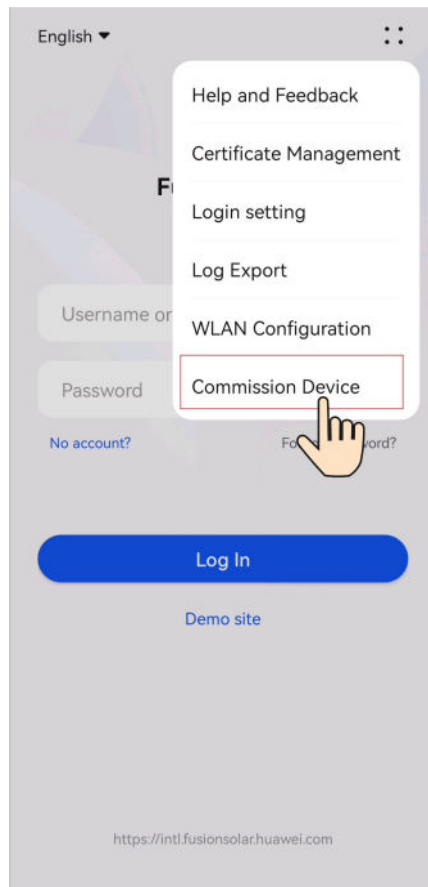 English
Help and Feedback
Certificate Management
Login setting
Log Export
WLAN Configuration
Commission Device
Username or
Password
No account?
Log In
Demo site
https://intl.fusionsolar.huawei.com